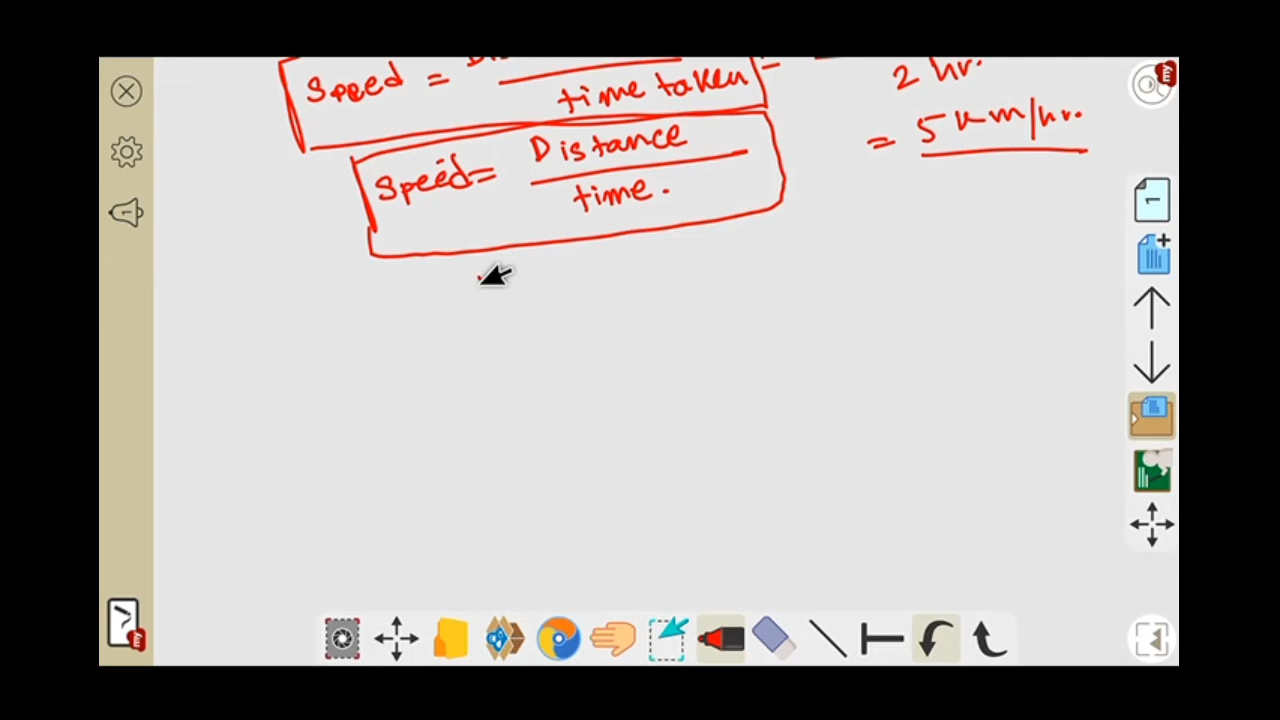 Speed = time taken =
2 hr.
= 5 km/hr.
Speed = Distance
time.